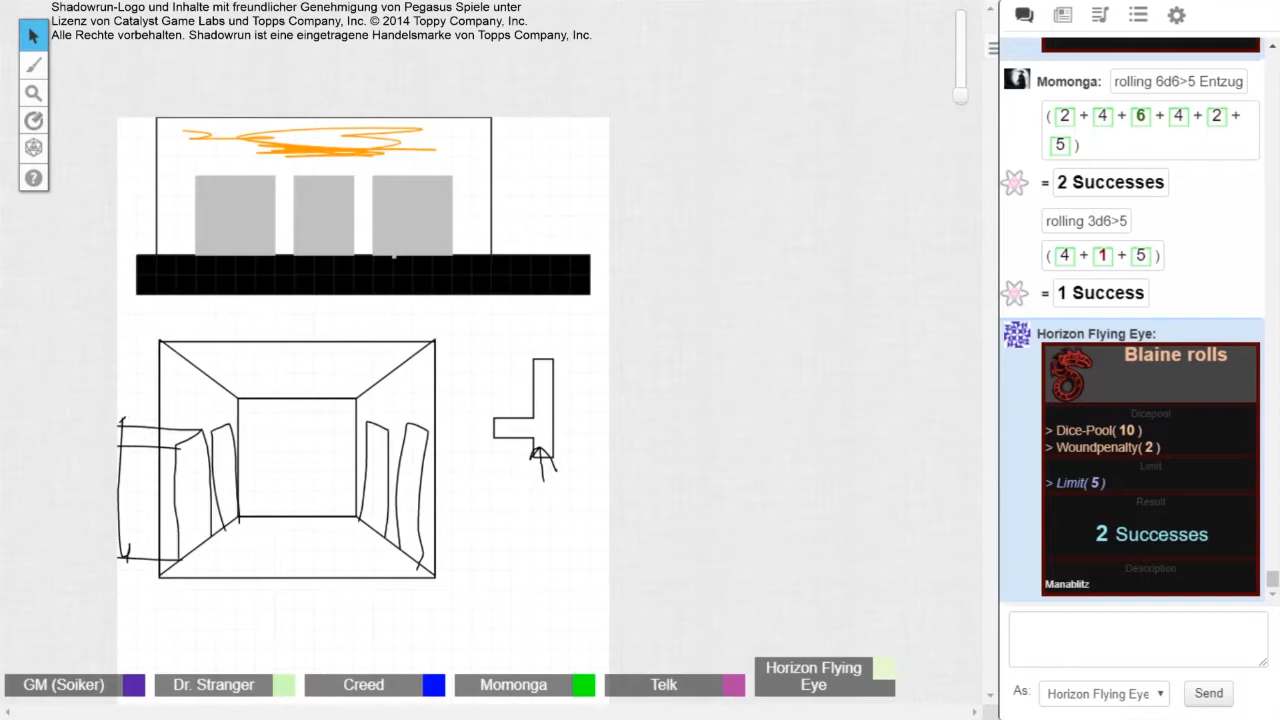 Shadowrun-Logo und Inhalte mit freundlicher Genehmigung von Pegasus Spiele unter
Lizenz von Catalyst Game Labs und Topps Company, Inc. © 2014 Topps Company, Inc.
Alle Rechte vorbehalten. Shadowrun ist eine eingetragene Handelsmarke von Topps Company, Inc.
Momonga: rolling 6d6>5 Entzug
( 2 + 4 + 6 + 4 + 2 +
5 )
= 2 Successes
rolling 3d6>5
( 4 + 1 + 5 )
= 1 Success
Horizon Flying Eye:
Blaine rolls
Dicepool
> Dice-Pool( 10 )
> Woundpenalty( 2 )
Limit
> Limit( 5 )
Result
2 Successes
Description
Manablitz
GM (Soiker)
Dr. Stranger
Creed
Momonga
Telk
Horizon Flying
Eye
As: Horizon Flying Eye Send